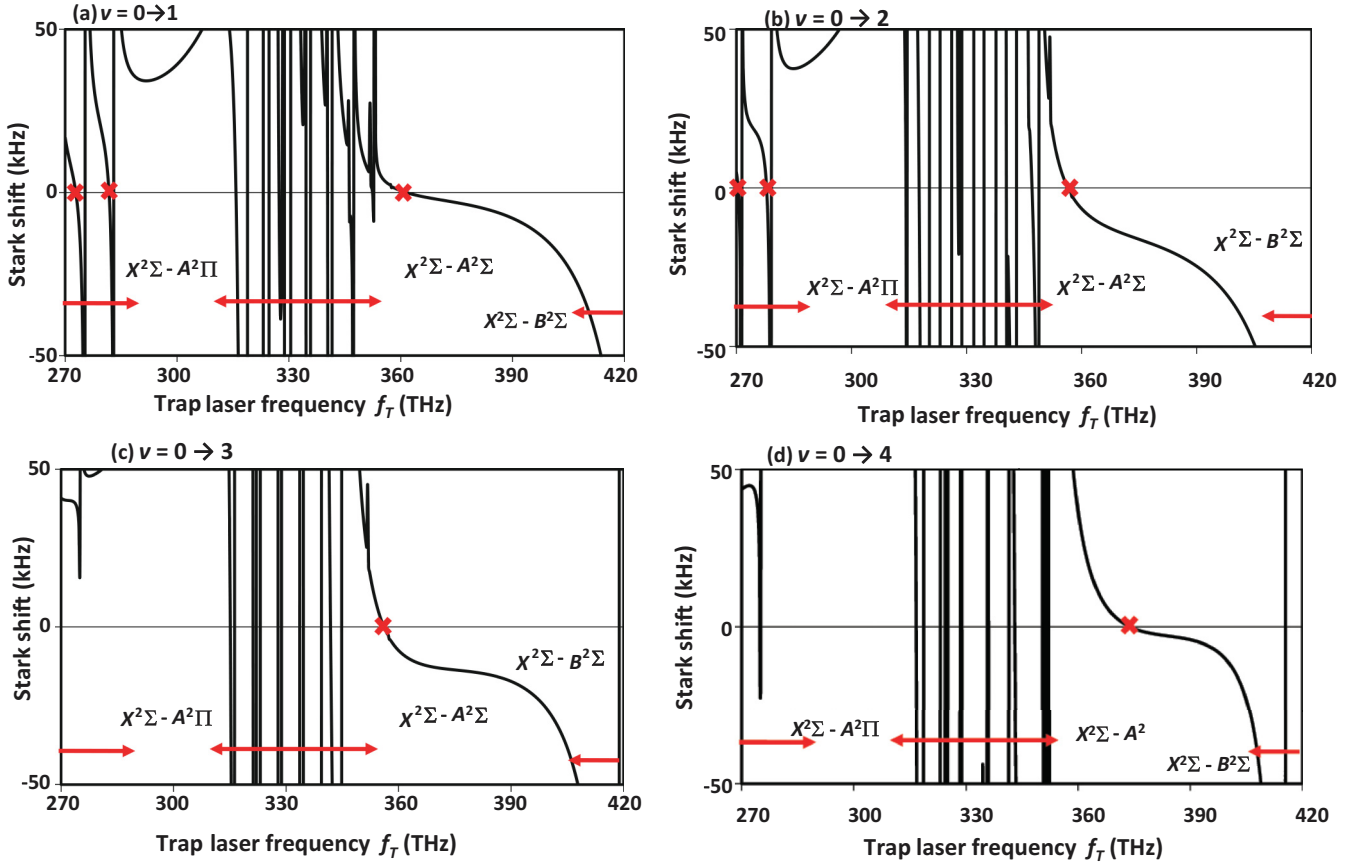 (a) v = 0→1
50
0
-50
Stark shift (kHz)
X²Σ - A²Π
X²Σ - A²Σ
X²Σ - B²Σ
270 300 330 360 390 420
Trap laser frequency f_T (THz)
(b) v = 0 → 2
50
0
-50
Stark shift (kHz)
X²Σ - B²Σ
X²Σ - A²Π
X²Σ - A²Σ
270 300 330 360 390 420
Trap laser frequency f_T (THz)
(c) v = 0 → 3
50
0
-50
Stark shift (kHz)
X²Σ - B²Σ
X²Σ - A²Π
X²Σ - A²Σ
270 300 330 360 390 420
Trap laser frequency f_T (THz)
(d) v = 0 → 4
50
0
-50
Stark shift (kHz)
X²Σ - A²Π
X²Σ - A²
X²Σ - B²Σ
270 300 330 360 390 420
Trap laser frequency f_T (THz)